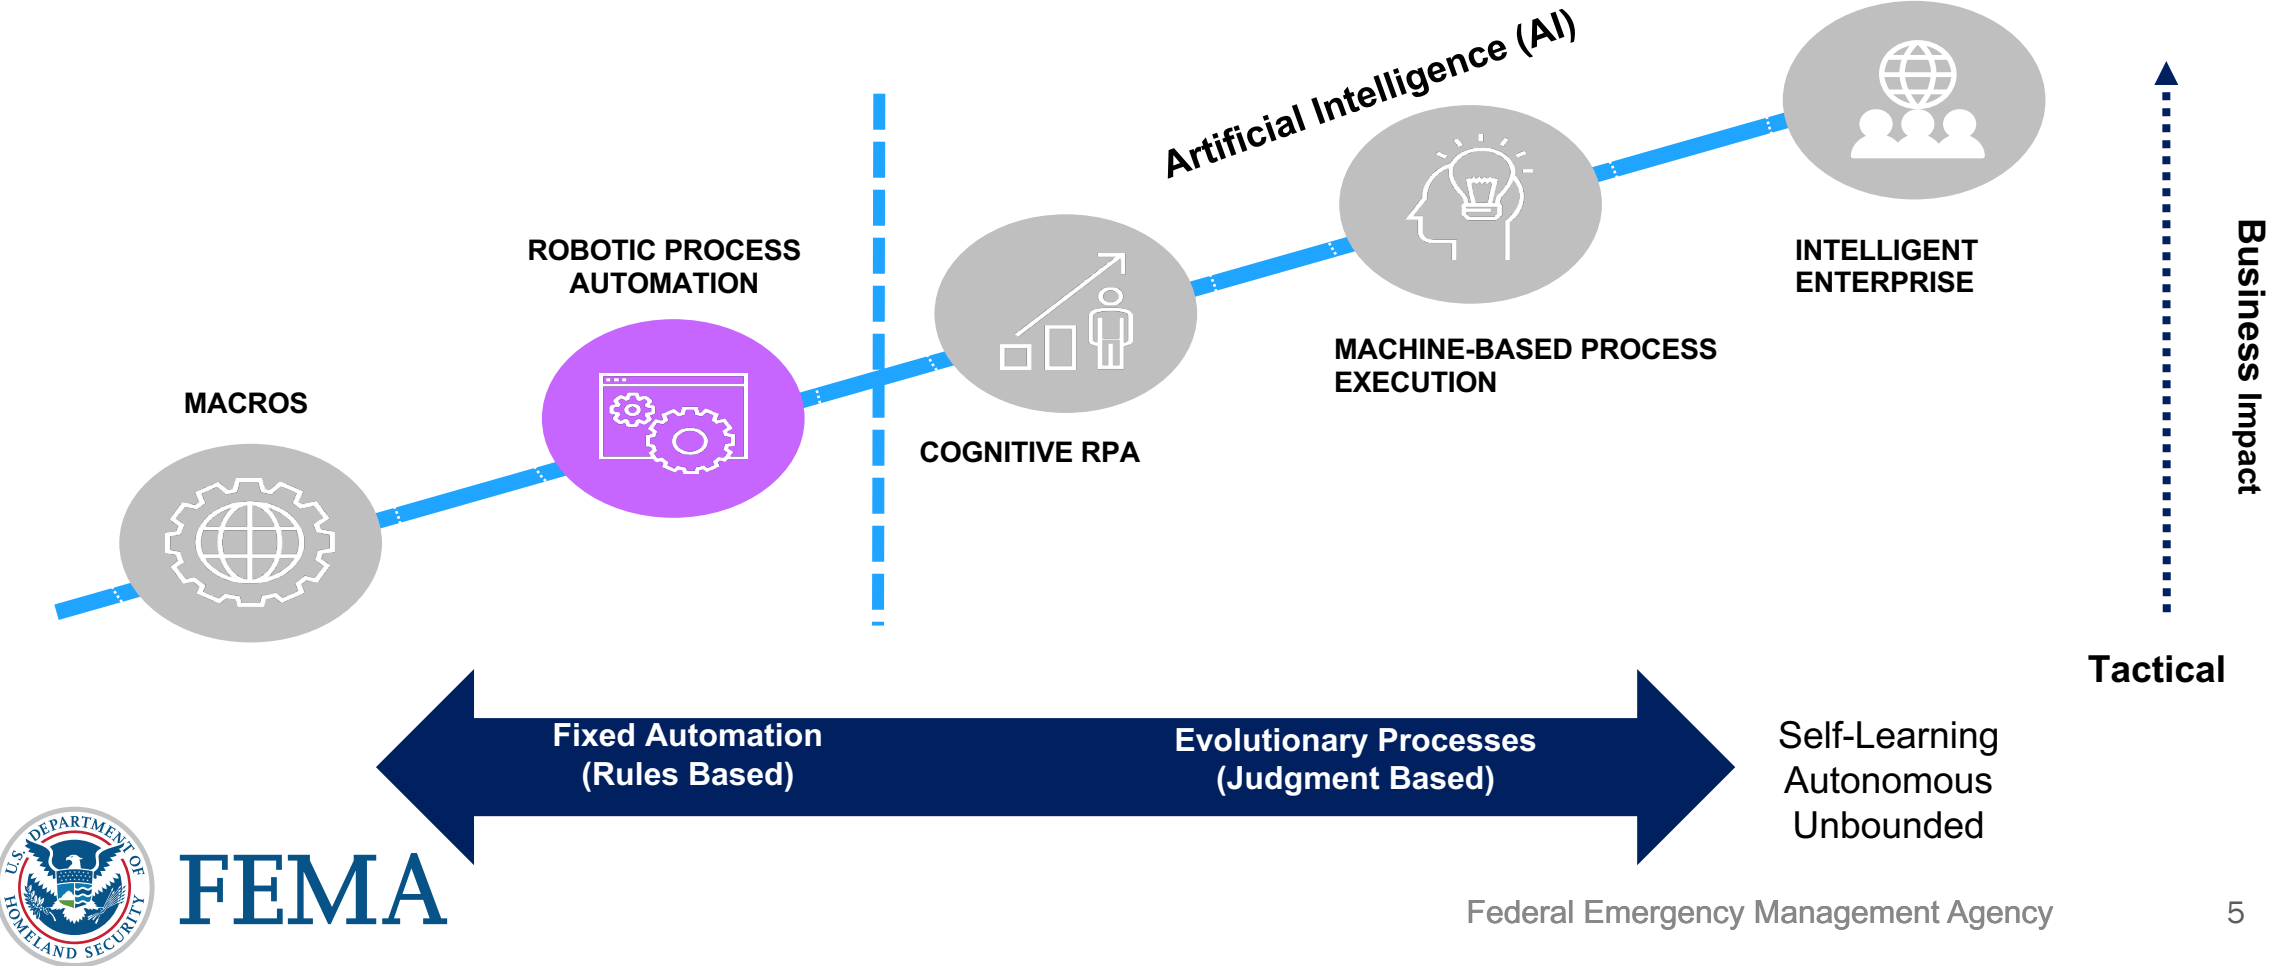 Artificial Intelligence (AI)
ROBOTIC PROCESS
AUTOMATION
INTELLIGENT
ENTERPRISE
MACHINE-BASED PROCESS
EXECUTION
MACROS
COGNITIVE RPA
Business Impact
Tactical
Fixed Automation
(Rules Based)
Evolutionary Processes
(Judgment Based)
Self-Learning
Autonomous
Unbounded
U.S. DEPARTMENT OF
HOMELAND SECURITY
FEMA
Federal Emergency Management Agency
5